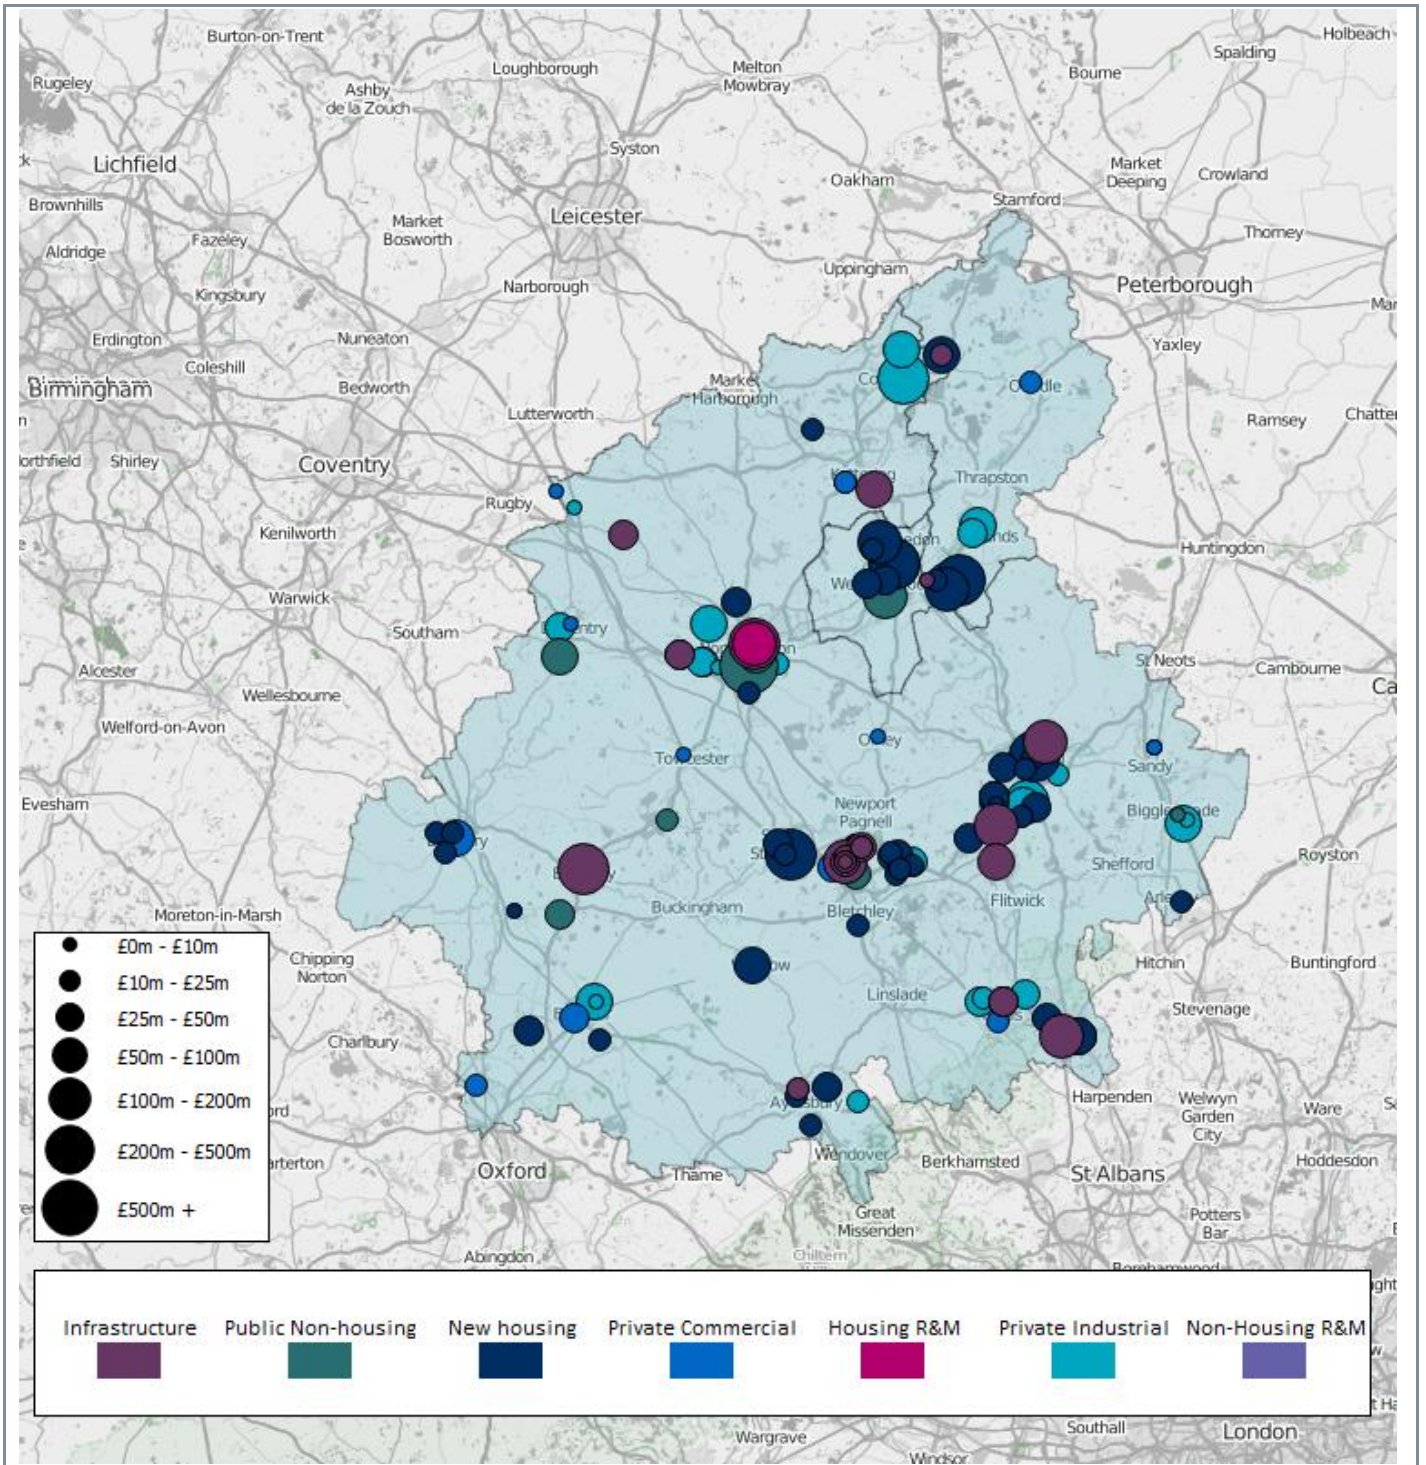 Holbeach
Burton-on-Trent
Spalding
Loughborough
Melton
Mowbray
Bourne
Rugeley
Ashby
de la Zouch
Syston
Lichfield
Market
Deeping
Crowland
Oakham
Stamford
Brownhills
Leicester
Market
Bosworth
Fazeley
Thorney
Aldridge
Uppingham
Peterborough
Kingsbury
Narborough
Erdington
Nuneaton
Yaxley
Coleshill
Birmingham
Bedworth
Market
Harborough
Lutterworth
Ramsey
Shirley
Coventry
Thrapston
Rugby
Kenilworth
Huntingdon
Warwick
Southam
St Neots
Cambourne
Alcester
Wellesbourne
Welford-on-Avon
Sandy
Evesham
Newport
Pagnell
Royston
Shefford
Flitwick
Buckingham
Bletchley
Moreton-in-Marsh
Chipping
Norton
Hitchin
Buntingford
Linslade
Stevenage
Charlbury
Harpenden
Welwyn
Garden
City
Ware
Wendover
Berkhamsted
Hoddesdon
Oxford
Thame
St Albans
Great
Missenden
Potters
Bar
Abingdon
£0m - £10m
£10m - £25m
£25m - £50m
£50m - £100m
£100m - £200m
£200m - £500m
£500m +
Infrastructure Public Non-housing New housing Private Commercial Housing R&M Private Industrial Non-Housing R&M
Southall
London
Wargrave
Windsor